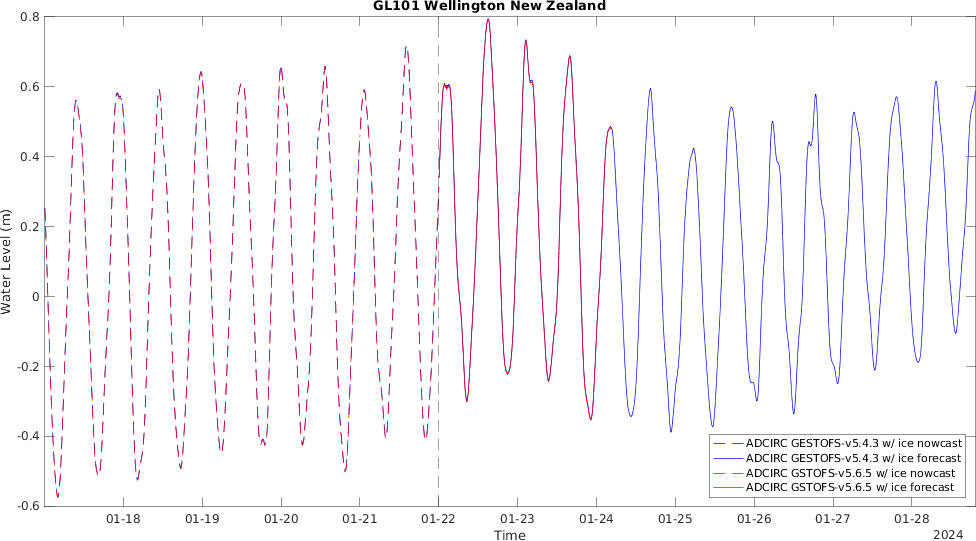 GL101 Wellington New Zealand
Water Level (m)
0.8
0.6
0.4
0.2
0
-0.2
-0.4
-0.6
ADCIRC GESTOFS-v5.4.3 w/ ice nowcast
ADCIRC GESTOFS-v5.4.3 w/ ice forecast
ADCIRC GSTOFS-v5.6.5 w/ ice nowcast
ADCIRC GSTOFS-v5.6.5 w/ ice forecast
01-18 01-19 01-20 01-21 01-22 01-23 01-24 01-25 01-26 01-27 01-28
Time
2024